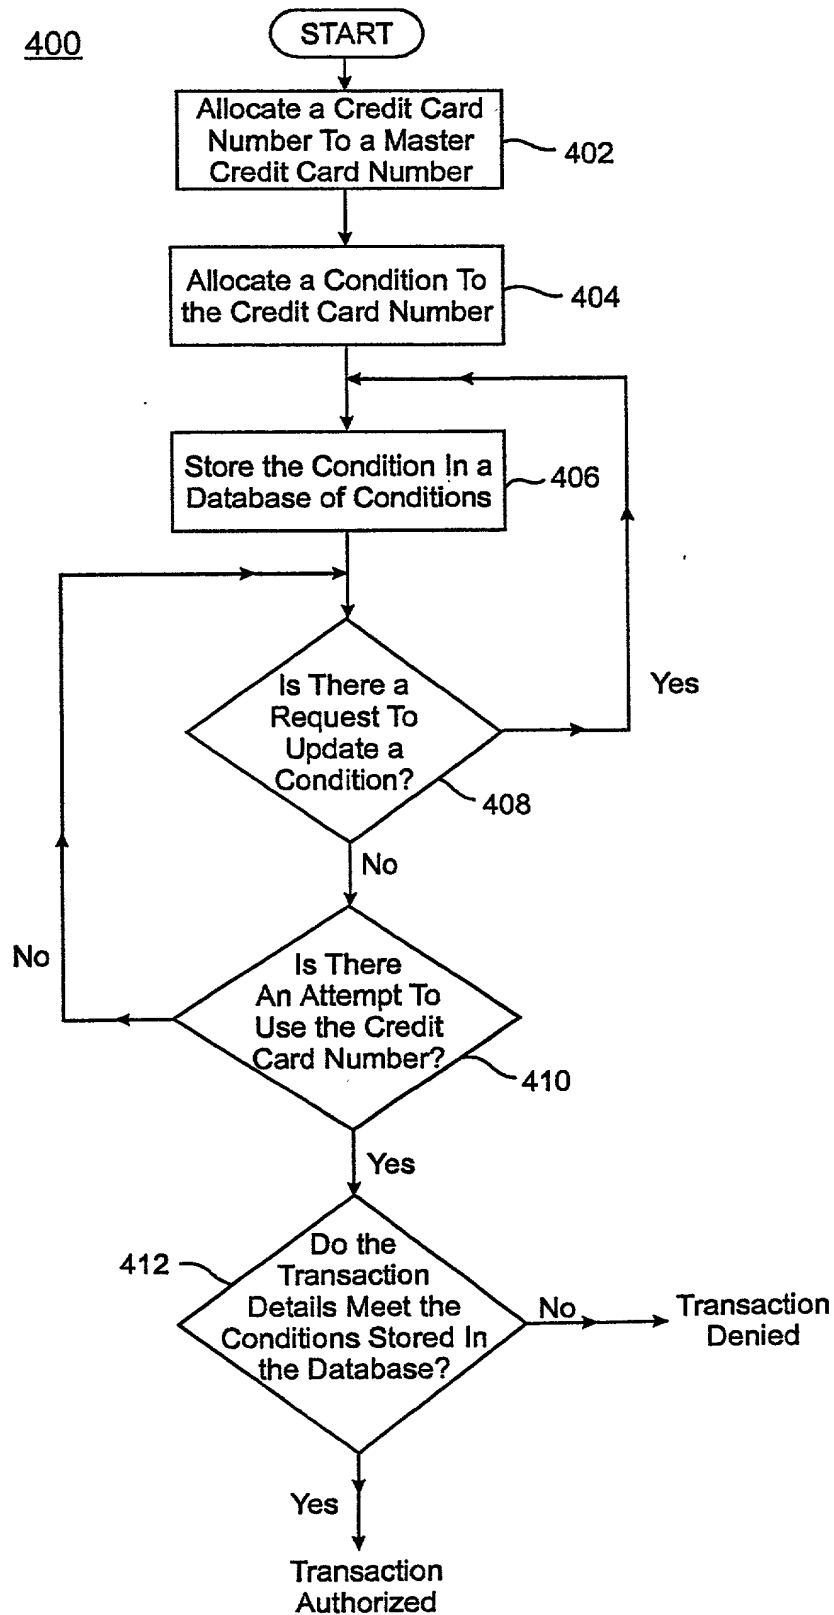 400
START
Allocate a Credit Card
Number To a Master
Credit Card Number
402
Allocate a Condition To
the Credit Card Number
404
Store the Condition In a
Database of Conditions
406
Is There a
Request To
Update a
Condition?
408
Yes
No
Is There
An Attempt To
Use the Credit
Card Number?
410
No
Yes
412
Do the
Transaction
Details Meet the
Conditions Stored In
the Database?
No
Transaction
Denied
Yes
Transaction
Authorized